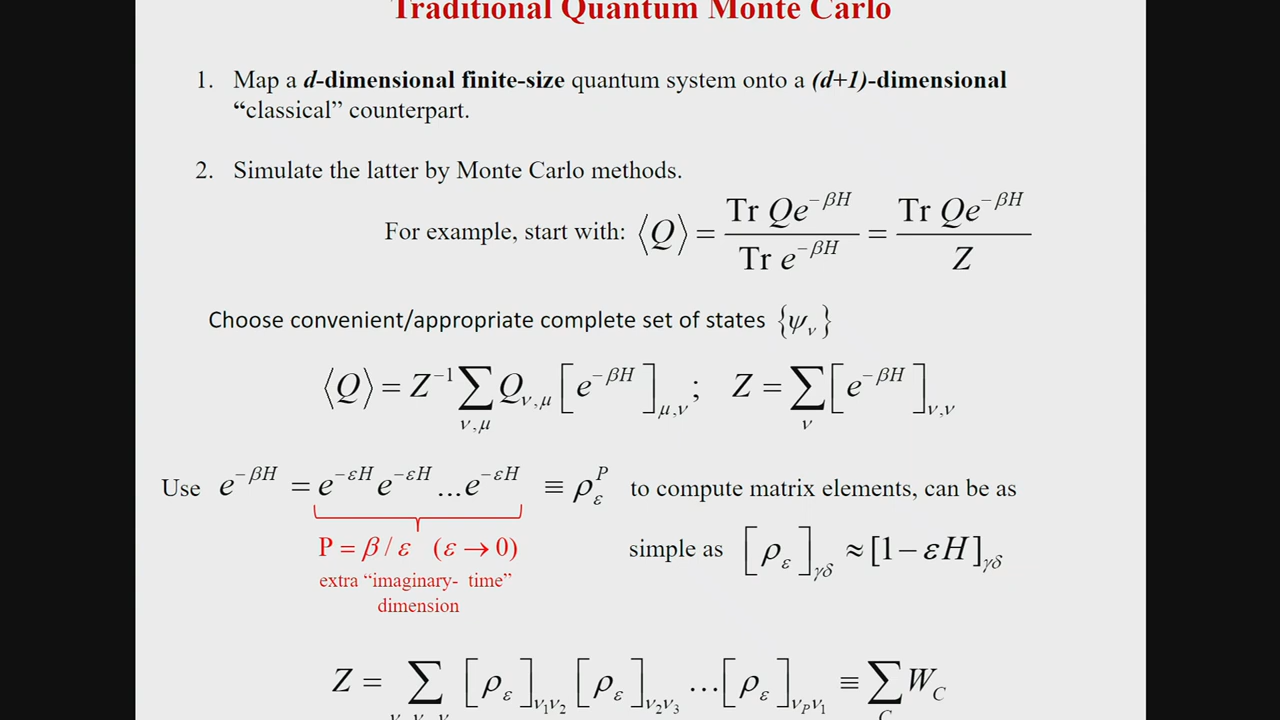 Traditional Quantum Monte Carlo
1. Map a d-dimensional finite-size quantum system onto a (d+1)-dimensional
“classical” counterpart.
2. Simulate the latter by Monte Carlo methods.
For example, start with: ⟨Q⟩ = Tr Qe^{−βH} / Tr e^{−βH} = Tr Qe^{−βH} / Z
Choose convenient/appropriate complete set of states {ψ_ν}
⟨Q⟩ = Z^{−1} ∑_{ν,μ} Q_{ν,μ} [e^{−βH}]_{μ,ν}; Z = ∑_ν [e^{−βH}]_{ν,ν}
Use e^{−βH} = e^{−εH} e^{−εH} ...e^{−εH} ≡ ρ_ε^P to compute matrix elements, can be as
P = β / ε (ε → 0)
simple as [ρ_ε]_{γδ} ≈ [1−εH]_{γδ}
extra “imaginary- time”
dimension
Z = ∑ [ρ_ε]_{ν₁ν₂} [ρ_ε]_{ν₂ν₃} ...[ρ_ε]_{ν_Pν₁} ≡ ∑_C W_C